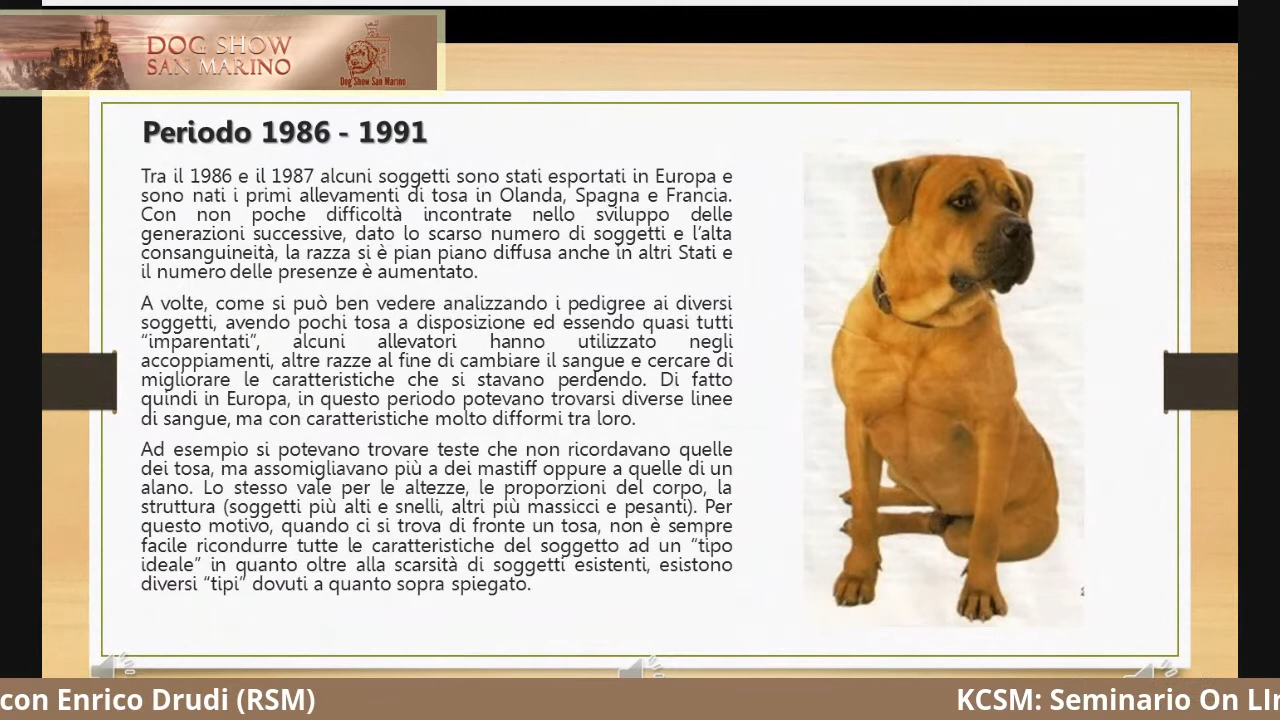 DOG SHOW
SAN MARINO
Dog Show San Marino
Periodo 1986 - 1991
Tra il 1986 e il 1987 alcuni soggetti sono stati esportati in Europa e
sono nati i primi allevamenti di tosa in Olanda, Spagna e Francia.
Con non poche difficoltà incontrate nello sviluppo delle
generazioni successive, dato lo scarso numero di soggetti e l’alta
consanguineità, la razza si è pian piano diffusa anche in altri Stati e
il numero delle presenze è aumentato.
A volte, come si può ben vedere analizzando i pedigree ai diversi
soggetti, avendo pochi tosa a disposizione ed essendo quasi tutti
“imparentati”, alcuni allevatori hanno utilizzato negli
accoppiamenti, altre razze al fine di cambiare il sangue e cercare di
migliorare le caratteristiche che si stavano perdendo. Di fatto
quindi in Europa, in questo periodo potevano trovarsi diverse linee
di sangue, ma con caratteristiche molto difformi tra loro.
Ad esempio si potevano trovare teste che non ricordavano quelle
dei tosa, ma assomigliavano più a dei mastiff oppure a quelle di un
alano. Lo stesso vale per le altezze, le proporzioni del corpo, la
struttura (soggetti più alti e snelli, altri più massicci e pesanti). Per
questo motivo, quando ci si trova di fronte un tosa, non è sempre
facile ricondurre tutte le caratteristiche del soggetto ad un “tipo
ideale” in quanto oltre alla scarsità di soggetti esistenti, esistono
diversi “tipi” dovuti a quanto sopra spiegato.
con Enrico Drudi (RSM) KCSM: Seminario On LIn